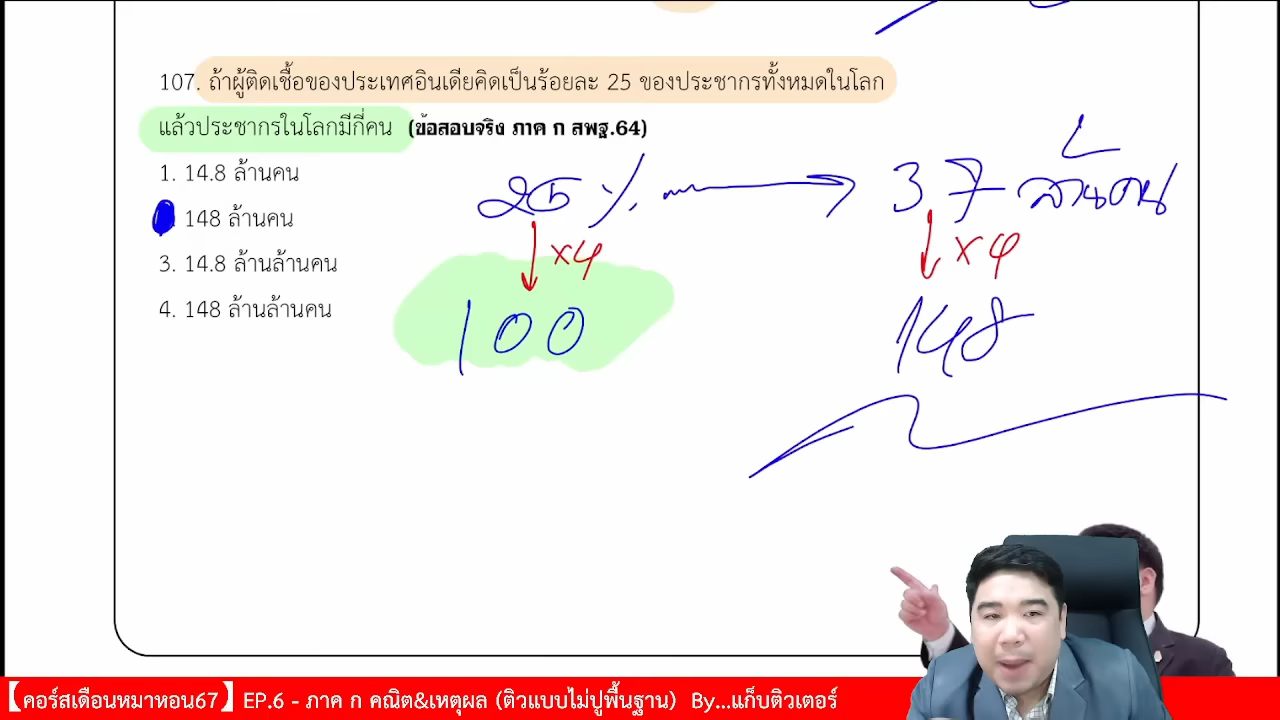 107. ถ้าผู้ติดเชื้อของประเทศอินเดียคิดเป็นร้อยละ 25 ของประชากรทั้งหมดในโลก
แล้วประชากรในโลกมีกี่คน (ข้อสอบจริง ภาค ก สพฐ.64)
1. 14.8 ล้านคน
148 ล้านคน
3. 14.8 ล้านล้านคน
4. 148 ล้านล้านคน
25 % 37 ล้านคน
×4 ×4
100 148
【คอร์สเดือนหมาหอน67】 EP.6 - ภาค ก คณิต&เหตุผล (ติวแบบไม่ปูพื้นฐาน) By...แก็บติวเตอร์